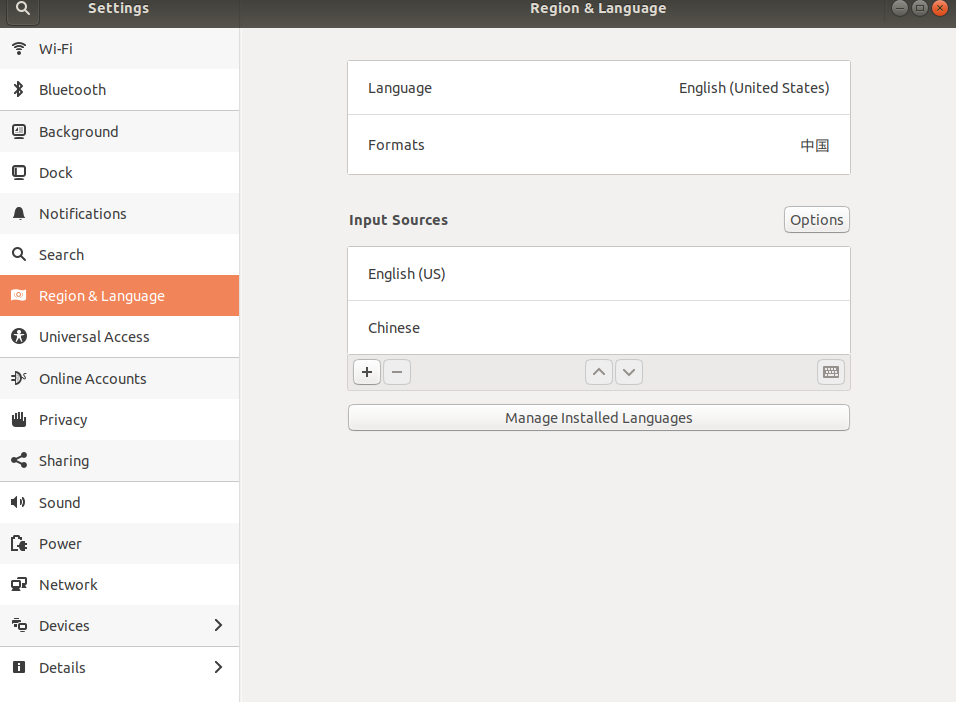 Settings
Region & Language
Wi-Fi
Bluetooth
Background
Dock
Notifications
Search
Region & Language
Universal Access
Online Accounts
Privacy
Sharing
Sound
Power
Network
Devices
Details
Language English (United States)
Formats 中国
Input Sources Options
English (US)
Chinese
Manage Installed Languages